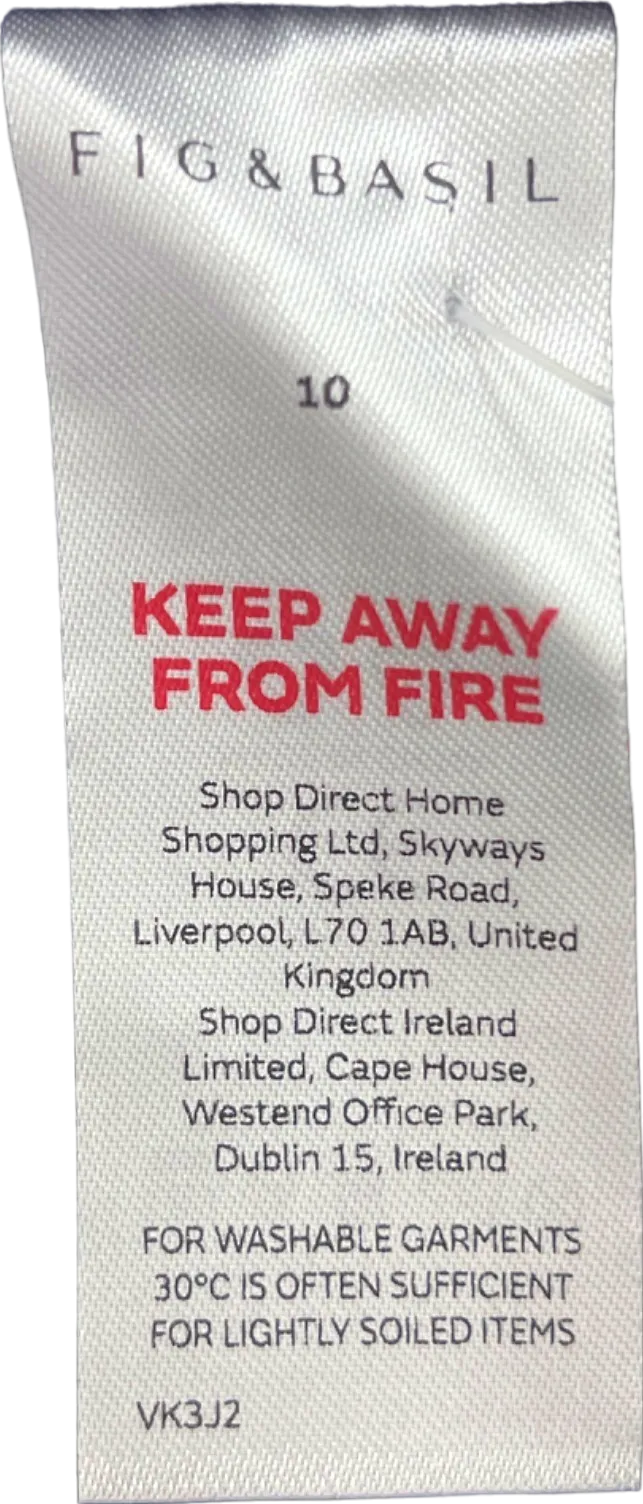 FIG&BASIL
10
KEEP AWAY
FROM FIRE
Shop Direct Home
Shopping Ltd, Skyways
House, Speke Road,
Liverpool, L70 1AB, United
Kingdom
Shop Direct Ireland
Limited, Cape House,
Westend Office Park,
Dublin 15, Ireland
FOR WASHABLE GARMENTS
30°C IS OFTEN SUFFICIENT
FOR LIGHTLY SOILED ITEMS
VK3J2